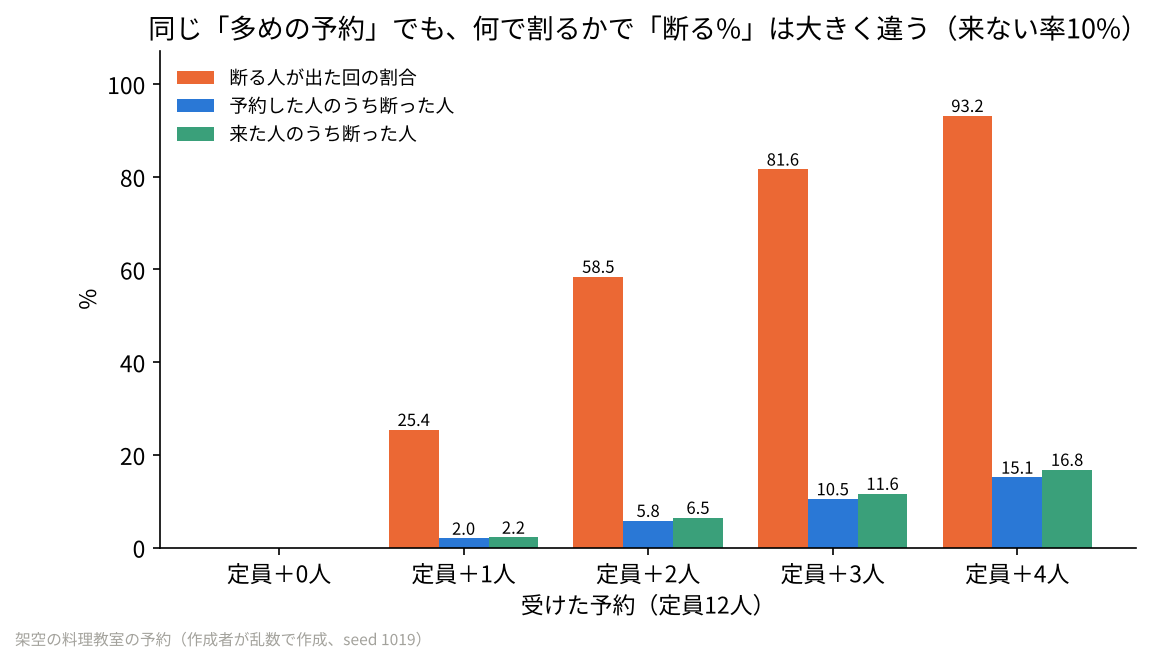 同じ「多めの予約」でも、何で割るかで「断る%」は大きく違う（来ない率10%）
断る人が出た回の割合
予約した人のうち断った人
来た人のうち断った人
%
100
80
60
40
20
0
25.4
2.0
2.2
58.5
5.8
6.5
81.6
10.5
11.6
93.2
15.1
16.8
定員＋0人
定員＋1人
定員＋2人
定員＋3人
定員＋4人
受けた予約（定員12人）
架空の料理教室の予約（作成者が乱数で作成、seed 1019）